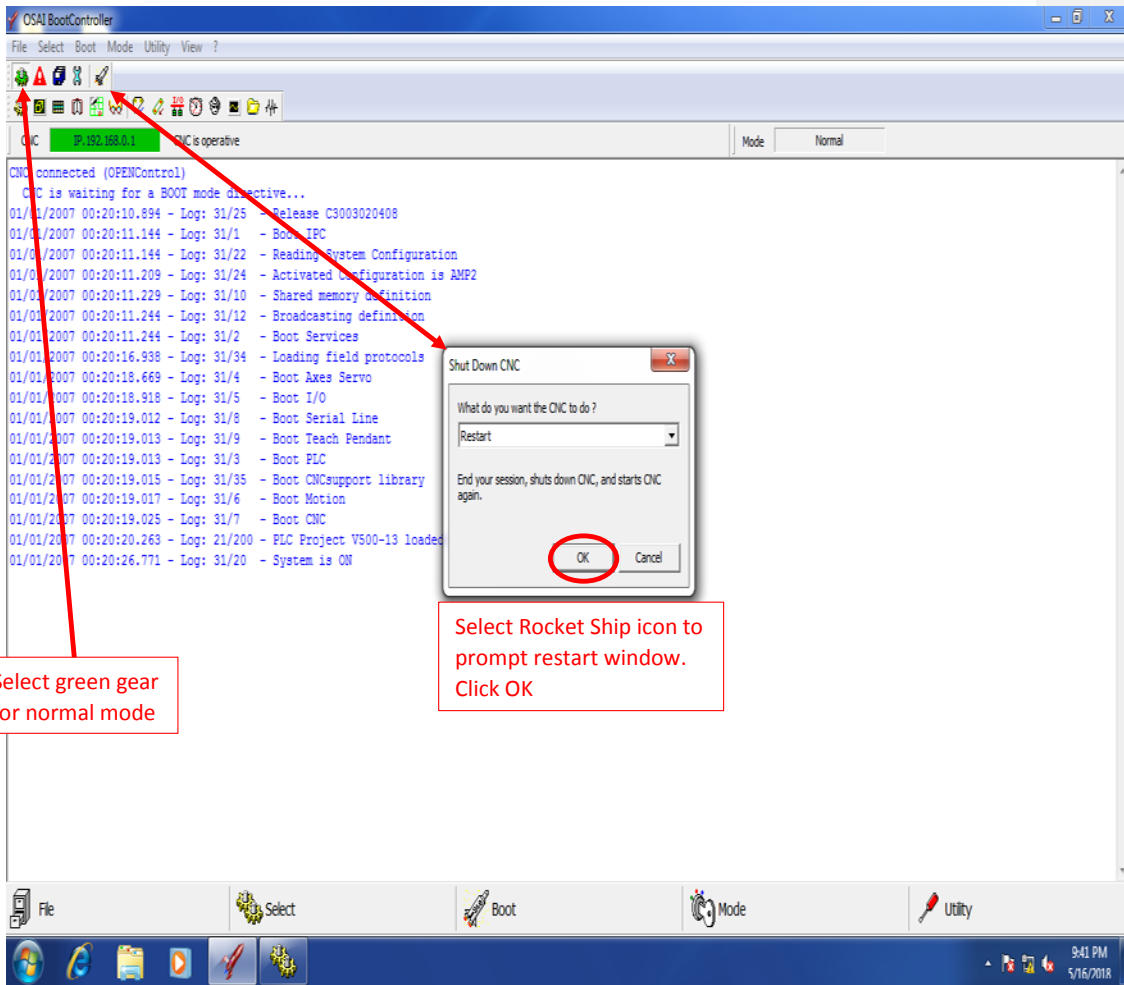 OSAI BootController
File Select Boot Mode Utility View ?
CNC IP.192.168.0.1 CNC is operative Mode Normal
CNC connected (OPENControl)
CNC is waiting for a BOOT mode directive...
01/01/2007 00:20:10.894 - Log: 31/25 - Release C3003020408
01/01/2007 00:20:11.144 - Log: 31/1 - Boot IPC
01/01/2007 00:20:11.144 - Log: 31/22 - Reading System Configuration
01/01/2007 00:20:11.209 - Log: 31/24 - Activated Configuration is AMP2
01/01/2007 00:20:11.229 - Log: 31/10 - Shared memory definition
01/01/2007 00:20:11.244 - Log: 31/12 - Broadcasting definition
01/01/2007 00:20:11.244 - Log: 31/2 - Boot Services
01/01/2007 00:20:16.938 - Log: 31/34 - Loading field protocols
01/01/2007 00:20:18.669 - Log: 31/4 - Boot Axes Servo
01/01/2007 00:20:18.918 - Log: 31/5 - Boot I/O
01/01/2007 00:20:19.012 - Log: 31/8 - Boot Serial Line
01/01/2007 00:20:19.013 - Log: 31/9 - Boot Teach Pendant
01/01/2007 00:20:19.013 - Log: 31/3 - Boot PLC
01/01/2007 00:20:19.015 - Log: 31/35 - Boot CNCsupport library
01/01/2007 00:20:19.017 - Log: 31/6 - Boot Motion
01/01/2007 00:20:19.025 - Log: 31/7 - Boot CNC
01/01/2007 00:20:20.263 - Log: 21/200 - PLC Project V500-13 loaded
01/01/2007 00:20:26.771 - Log: 31/20 - System is ON
Shut Down CNC
What do you want the CNC to do ?
Restart
End your session, shuts down CNC, and starts CNC
again.
OK Cancel
Select Rocket Ship icon to
prompt restart window.
Click OK
Select green gear
or normal mode
File Select Boot Mode Utility
9:41 PM
5/16/2018